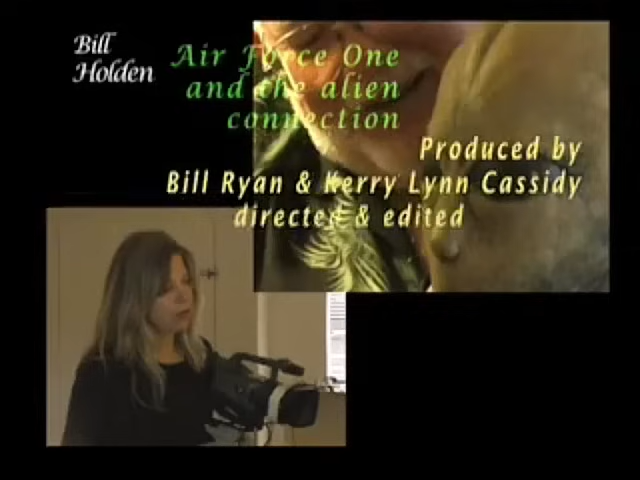 Bill
Holden
Air Force One
and the alien
connection
Produced by
Bill Ryan & Kerry Lynn Cassidy
directed & edited